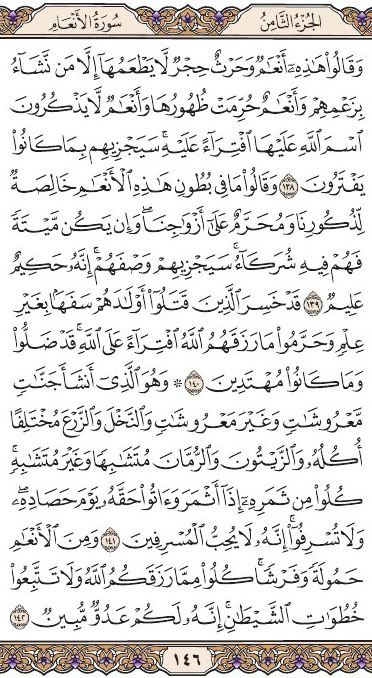 الجزء الثامن سورة الأنعام
وَقَالُوا۟ هَٰذِهِۦٓ أَنْعَٰمٌ وَحَرْثٌ حِجْرٌ لَّا يَطْعَمُهَآ إِلَّا مَن نَّشَآءُ
بِزَعْمِهِمْ وَأَنْعَٰمٌ حُرِّمَتْ ظُهُورُهَا وَأَنْعَٰمٌ لَّا يَذْكُرُونَ
ٱسْمَ ٱللَّهِ عَلَيْهَا ٱفْتِرَآءً عَلَيْهِ ۚ سَيَجْزِيهِم بِمَا كَانُوا۟
يَفْتَرُونَ ١٣٨ وَقَالُوا۟ مَا فِى بُطُونِ هَٰذِهِ ٱلْأَنْعَٰمِ خَالِصَةٌ
لِّذُكُورِنَا وَمُحَرَّمٌ عَلَىٰٓ أَزْوَٰجِنَا ۖ وَإِن يَكُن مَّيْتَةً
فَهُمْ فِيهِ شُرَكَآءُ ۚ سَيَجْزِيهِمْ وَصْفَهُمْ ۚ إِنَّهُۥ حَكِيمٌ
عَلِيمٌ ١٣٩ قَدْ خَسِرَ ٱلَّذِينَ قَتَلُوٓا۟ أَوْلَٰدَهُمْ سَفَهًۢا بِغَيْرِ
عِلْمٍ وَحَرَّمُوا۟ مَا رَزَقَهُمُ ٱللَّهُ ٱفْتِرَآءً عَلَى ٱللَّهِ ۚ قَدْ ضَلُّوا۟
وَمَا كَانُوا۟ مُهْتَدِينَ ١٤٠ ۞ وَهُوَ ٱلَّذِىٓ أَنشَأَ جَنَّٰتٍ
مَّعْرُوشَٰتٍ وَغَيْرَ مَعْرُوشَٰتٍ وَٱلنَّخْلَ وَٱلزَّرْعَ مُخْتَلِفًا
أُكُلُهُۥ وَٱلزَّيْتُونَ وَٱلرُّمَّانَ مُتَشَٰبِهًا وَغَيْرَ مُتَشَٰبِهٍ ۚ
كُلُوا۟ مِن ثَمَرِهِۦٓ إِذَآ أَثْمَرَ وَءَاتُوا۟ حَقَّهُۥ يَوْمَ حَصَادِهِۦ ۖ
وَلَا تُسْرِفُوٓا۟ ۚ إِنَّهُۥ لَا يُحِبُّ ٱلْمُسْرِفِينَ ١٤١ وَمِنَ ٱلْأَنْعَٰمِ
حَمُولَةً وَفَرْشًا ۚ كُلُوا۟ مِمَّا رَزَقَكُمُ ٱللَّهُ وَلَا تَتَّبِعُوا۟
خُطُوَٰتِ ٱلشَّيْطَٰنِ ۚ إِنَّهُۥ لَكُمْ عَدُوٌّ مُّبِينٌ ١٤٢
١٤٦